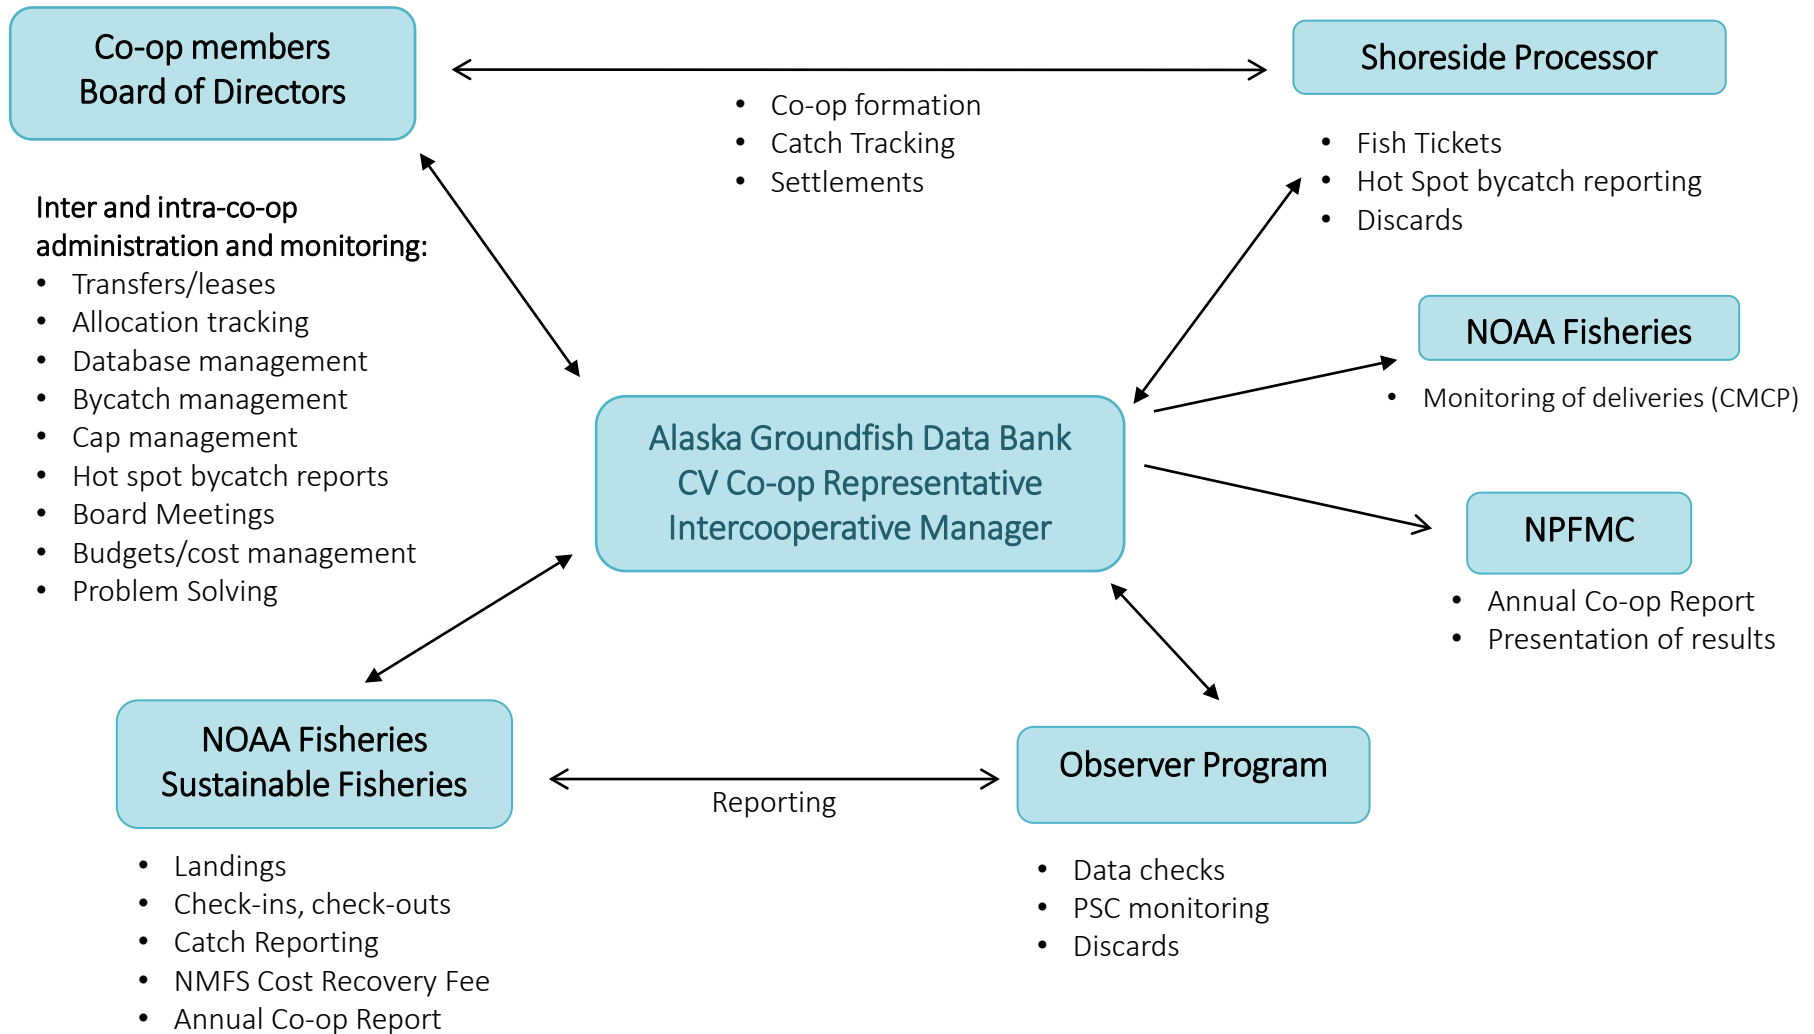 Co-op members
Board of Directors
Shoreside Processor
• Co-op formation
• Catch Tracking
• Settlements
• Fish Tickets
• Hot Spot bycatch reporting
• Discards
Inter and intra-co-op
administration and monitoring:
• Transfers/leases
• Allocation tracking
• Database management
• Bycatch management
• Cap management
• Hot spot bycatch reports
• Board Meetings
• Budgets/cost management
• Problem Solving
NOAA Fisheries
• Monitoring of deliveries (CMCP)
Alaska Groundfish Data Bank
CV Co-op Representative
Intercooperative Manager
NPFMC
• Annual Co-op Report
• Presentation of results
NOAA Fisheries
Sustainable Fisheries
Reporting
Observer Program
• Landings
• Check-ins, check-outs
• Catch Reporting
• NMFS Cost Recovery Fee
• Annual Co-op Report
• Data checks
• PSC monitoring
• Discards